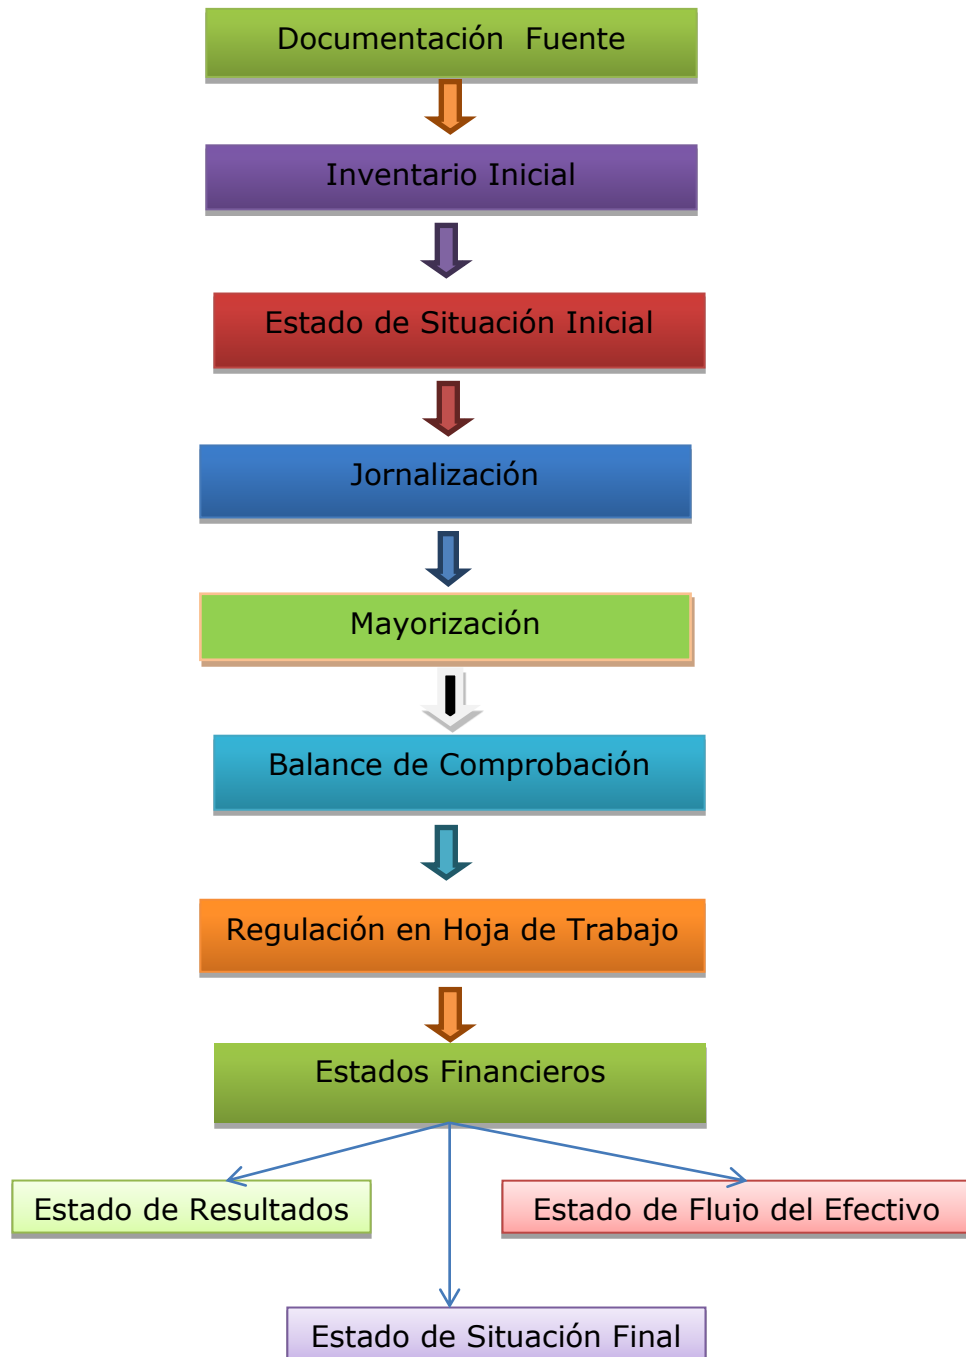 Documentación Fuente
Inventario Inicial
Estado de Situación Inicial
Jornalización
Mayorización
Balance de Comprobación
Regulación en Hoja de Trabajo
Estados Financieros
Estado de Resultados
Estado de Flujo del Efectivo
Estado de Situación Final